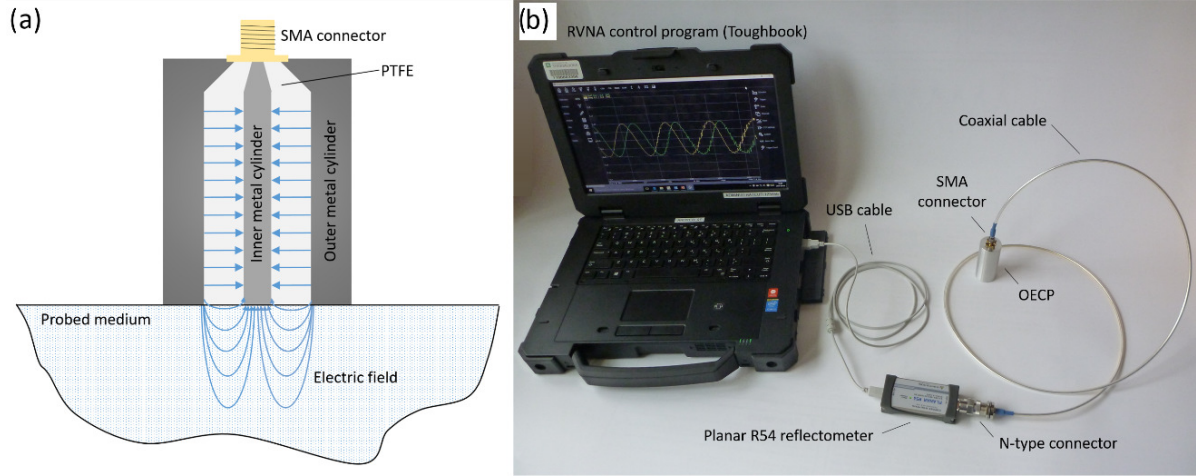 (a)
SMA connector
PTFE
Inner metal cylinder
Outer metal cylinder
Probed medium
Electric field
(b)
RVNA control program (Toughbook)
Coaxial cable
SMA
connector
USB cable
OECP
Planar R54 reflectometer
N-type connector